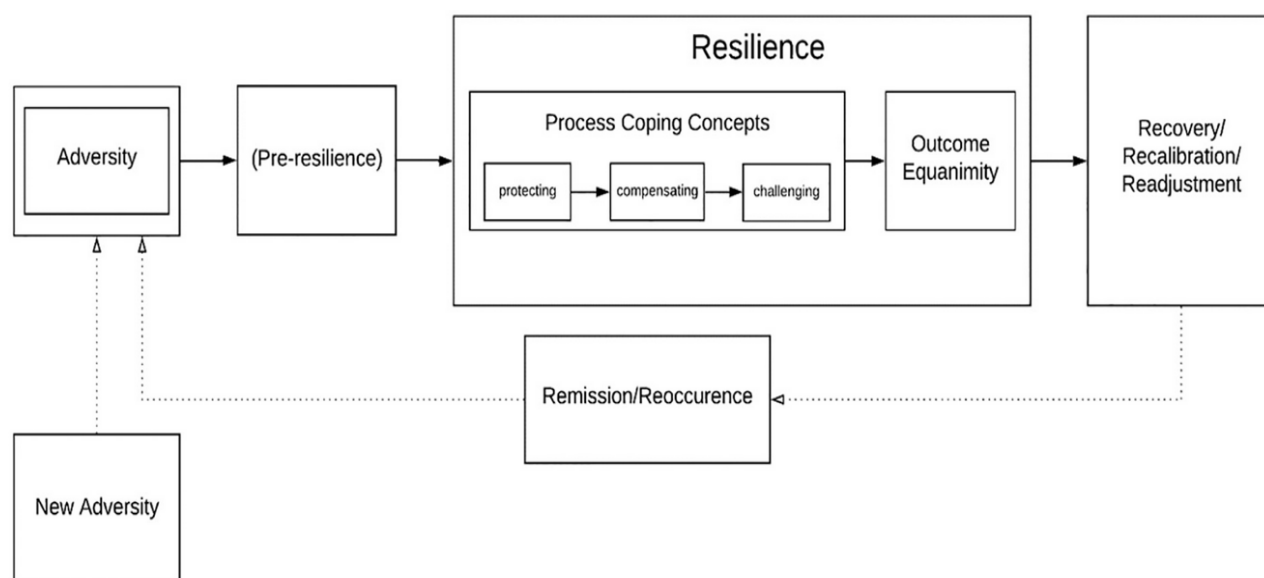 Resilience
Adversity
(Pre-resilience)
Process Coping Concepts
protecting
compensating
challenging
Outcome
Equanimity
Recovery/
Recalibration/
Readjustment
Remission/Reoccurence
New Adversity